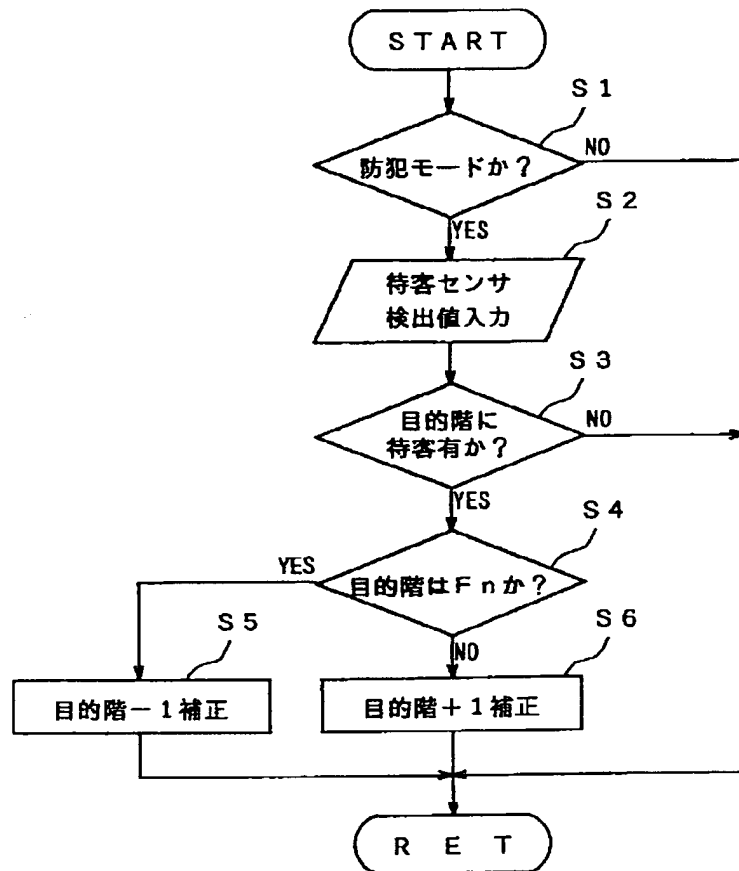 ＳＴＡＲＴ
Ｓ１
防犯モードか？
NO
YES
Ｓ２
待客センサ
検出値入力
Ｓ３
目的階に
待客有か？
NO
YES
Ｓ４
目的階はＦｎか？
YES
NO
Ｓ５
Ｓ６
目的階－１補正
目的階＋１補正
ＲＥＴ